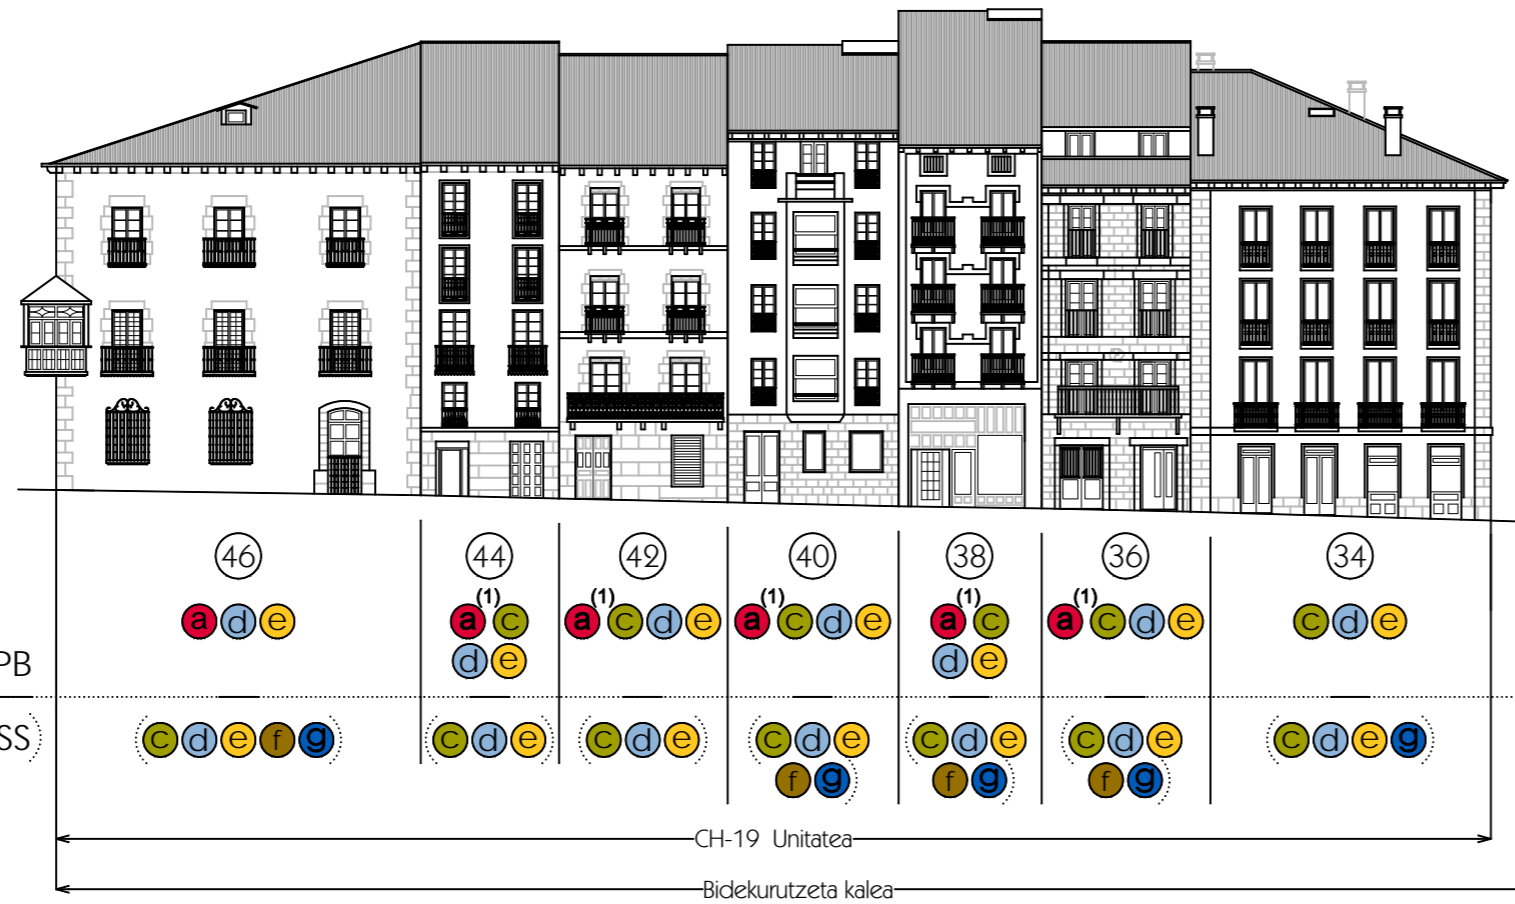 46 44 42 40 38 36 34
a d e a (1) c a (1) c d e a (1) c d e a (1) c a (1) c d e c d e
d e d e
PB
SS c d e f g c d e c d e c d e c d e c d e c d e g
f g f g f g
CH-19 Unitatea
Bidekurutzeta kalea